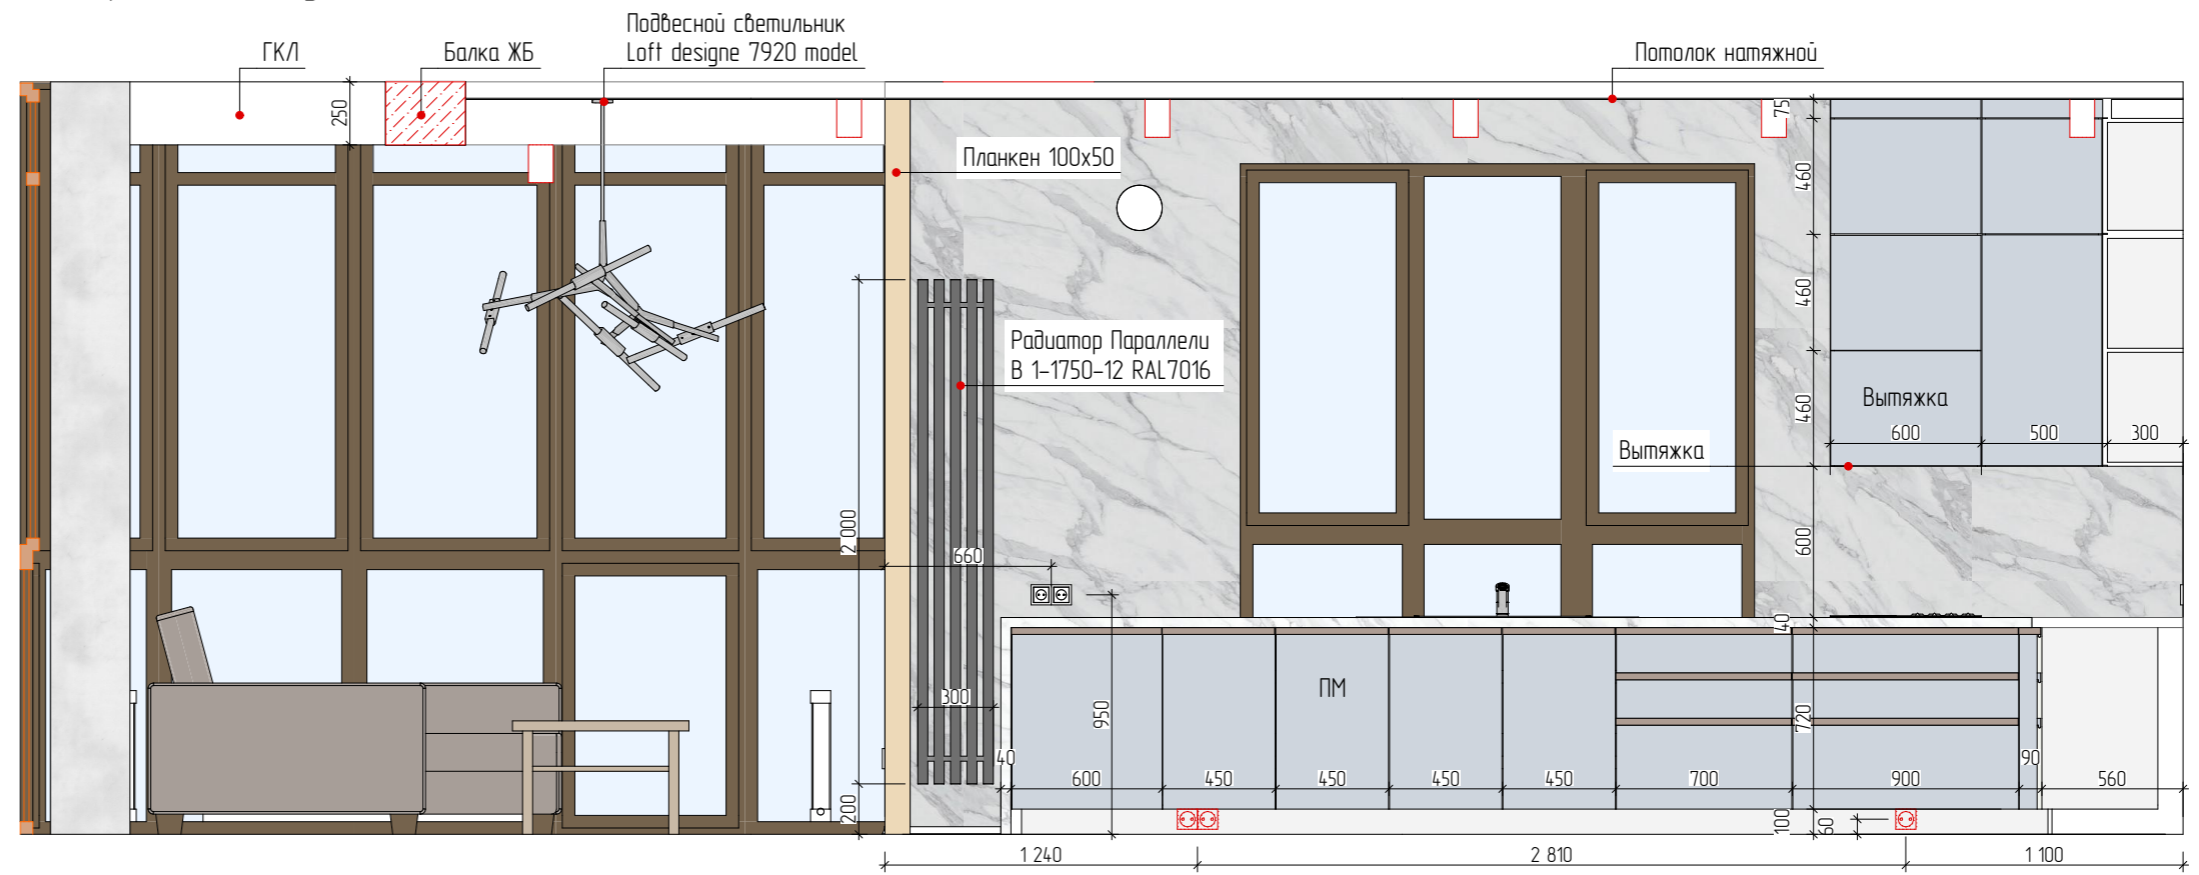 Подвесной светильник
Loft designe 7920 model
ГКЛ
Балка ЖБ
Потолок натяжной
250
75
Планкен 100х50
460
460
Радиатор Параллели
В 1-1750-12 RAL7016
Вытяжка
460
600
500
300
Вытяжка
2 000
660
600
40
ПМ
300
950
720
40
90
600
450
450
450
450
700
900
560
200
100
60
1 240
2 810
1 100